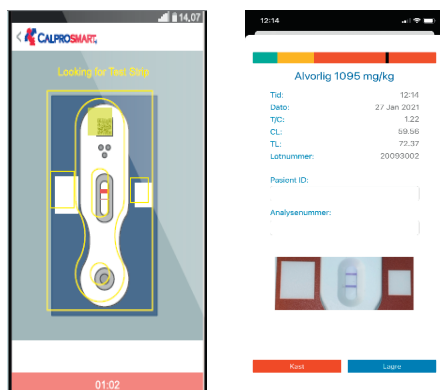 14,07
< CALPROSMART
Looking for Test Strip
01:02
12:14
Alvorlig 1095 mg/kg
Tid: 12:14
Dato: 27 Jan 2021
T/C: 1.22
CL: 59.56
TL: 72.37
Lotnummer: 20093002
Pasient ID:
Analysenummer:
Kast
Lagre